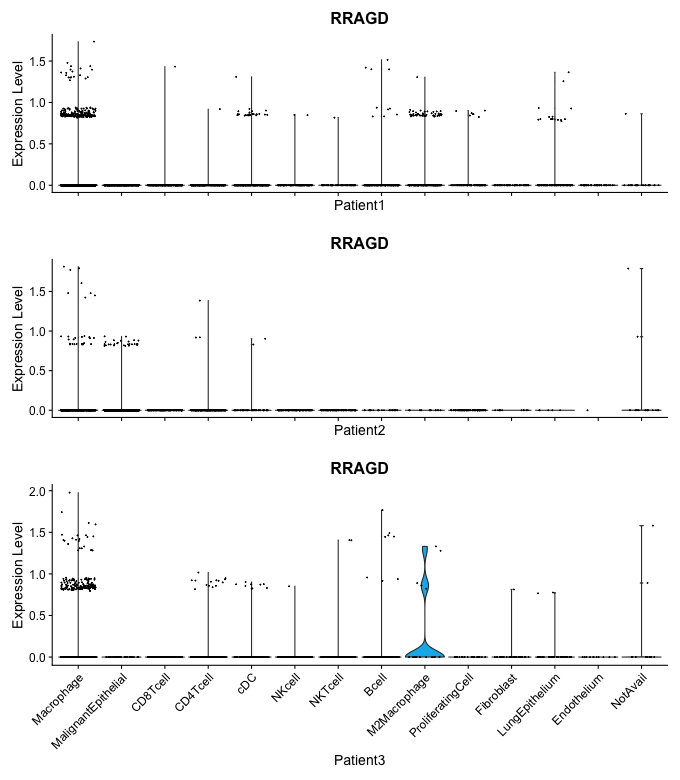 RRAGD
Expression Level
1.5
1.0
0.5
0.0
Patient1
RRAGD
Expression Level
1.5
1.0
0.5
0.0
Patient2
RRAGD
Expression Level
2.0
1.5
1.0
0.5
0.0
Macrophage
MalignantEpithelial
CD8Tcell
CD4Tcell
cDC
NKcell
NKTcell
Bcell
M2Macrophage
ProliferatingCell
Fibroblast
LungEpithelium
Endothelium
NotAvail
Patient3